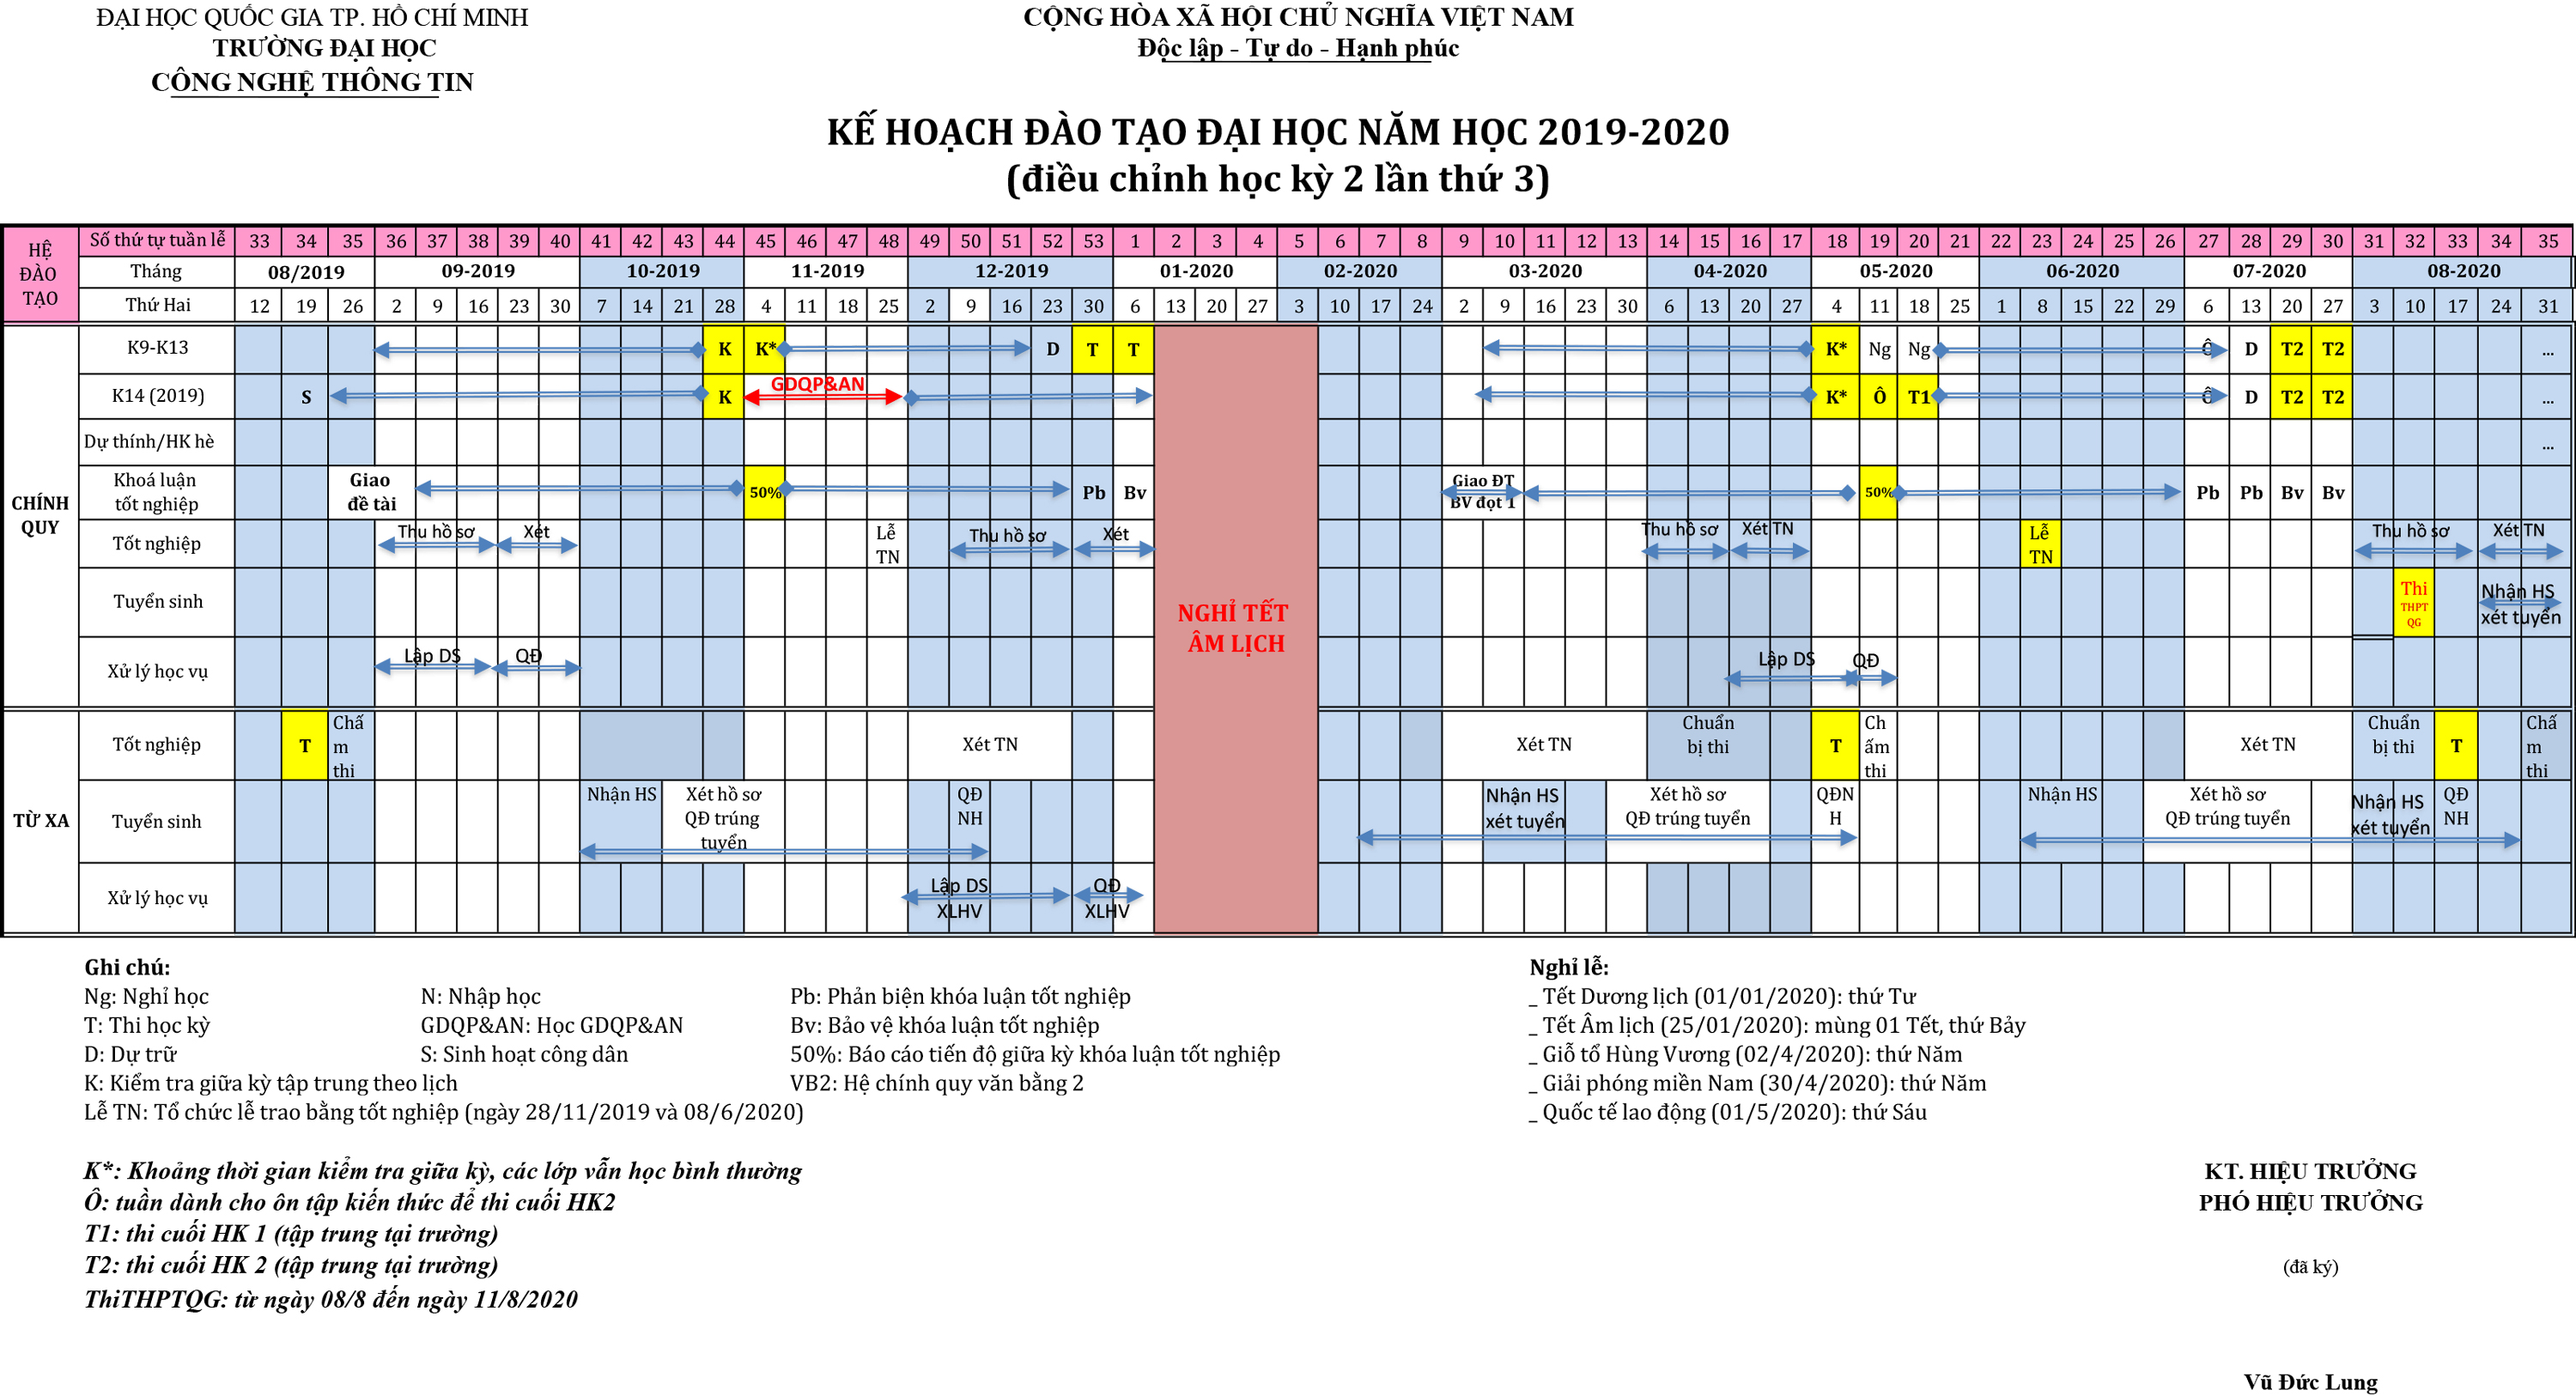 ĐẠI HỌC QUỐC GIA TP. HỒ CHÍ MINH
TRƯỜNG ĐẠI HỌC
CÔNG NGHỆ THÔNG TIN
CỘNG HÒA XÃ HỘI CHỦ NGHĨA VIỆT NAM
Độc lập - Tự do - Hạnh phúc
KẾ HOẠCH ĐÀO TẠO ĐẠI HỌC NĂM HỌC 2019-2020
(điều chỉnh học kỳ 2 lần thứ 3)
HỆ ĐÀO TẠO
Số thứ tự tuần lễ 33 34 35 36 37 38 39 40 41 42 43 44 45 46 47 48 49 50 51 52 53 1 2 3 4 5 6 7 8 9 10 11 12 13 14 15 16 17 18 19 20 21 22 23 24 25 26 27 28 29 30 31 32 33 34 35
Tháng 08/2019 09-2019 10-2019 11-2019 12-2019 01-2020 02-2020 03-2020 04-2020 05-2020 06-2020 07-2020 08-2020
Thứ Hai 12 19 26 2 9 16 23 30 7 14 21 28 4 11 18 25 2 9 16 23 30 6 13 20 27 3 10 17 24 2 9 16 23 30 6 13 20 27 4 11 18 25 1 8 15 22 29 6 13 20 27 3 10 17 24 31
CHÍNH QUY
K9-K13 K K* D T T K* Ng Ng Ô D T2 T2 ...
K14 (2019) S K GDQP&AN K* Ô T1 Ô D T2 T2 ...
Dự thính/HK hè ...
Khoá luận tốt nghiệp Giao đề tài 50% Pb Bv Giao ĐT BV đợt 1 50% Pb Pb Bv Bv
Tốt nghiệp Thu hồ sơ Xét Lễ TN Thu hồ sơ Xét Thu hồ sơ Xét TN Lễ TN Thu hồ sơ Xét TN
Tuyển sinh Thi THPT QG Nhận HS xét tuyển
NGHỈ TẾT
ÂM LỊCH
Xử lý học vụ Lập DS QĐ Lập DS QĐ
TỪ XA
Tốt nghiệp T Chấm thi Xét TN Xét TN Chuẩn bị thi T Chấm thi Xét TN Chuẩn bị thi T Chấm thi
Tuyển sinh Nhận HS Xét hồ sơ QĐ trúng tuyển QĐ NH Nhận HS xét tuyển Xét hồ sơ QĐ trúng tuyển QĐNH Nhận HS Xét hồ sơ QĐ trúng tuyển Nhận HS xét tuyển QĐ NH
Xử lý học vụ Lập DS XLHV QĐ XLHV
Ghi chú:
Ng: Nghỉ học N: Nhập học Pb: Phản biện khóa luận tốt nghiệp
T: Thi học kỳ GDQP&AN: Học GDQP&AN Bv: Bảo vệ khóa luận tốt nghiệp
D: Dự trữ S: Sinh hoạt công dân 50%: Báo cáo tiến độ giữa kỳ khóa luận tốt nghiệp
K: Kiểm tra giữa kỳ tập trung theo lịch VB2: Hệ chính quy văn bằng 2
Lễ TN: Tổ chức lễ trao bằng tốt nghiệp (ngày 28/11/2019 và 08/6/2020)
Nghỉ lễ:
_ Tết Dương lịch (01/01/2020): thứ Tư
_ Tết Âm lịch (25/01/2020): mùng 01 Tết, thứ Bảy
_ Giỗ tổ Hùng Vương (02/4/2020): thứ Năm
_ Giải phóng miền Nam (30/4/2020): thứ Năm
_ Quốc tế lao động (01/5/2020): thứ Sáu
K*: Khoảng thời gian kiểm tra giữa kỳ, các lớp vẫn học bình thường
Ô: tuần dành cho ôn tập kiến thức để thi cuối HK2
T1: thi cuối HK 1 (tập trung tại trường)
T2: thi cuối HK 2 (tập trung tại trường)
ThiTHPTQG: từ ngày 08/8 đến ngày 11/8/2020
KT. HIỆU TRƯỞNG
PHÓ HIỆU TRƯỞNG
(đã ký)
Vũ Đức Lung